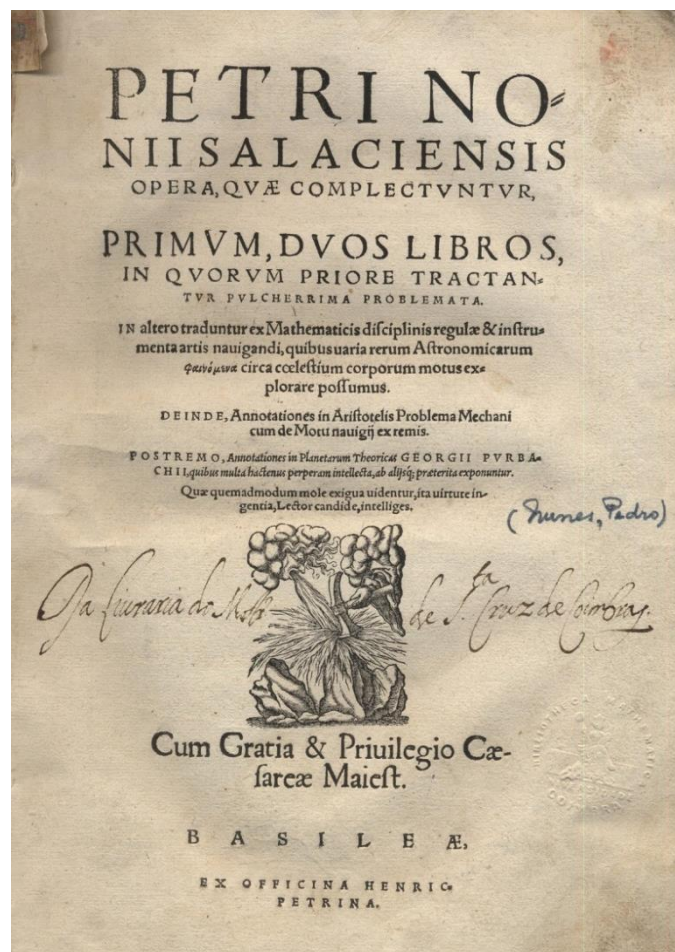 PETRI NO⸗
NII SALACIENSIS
OPERA, QVÆ COMPLECTVNTVR,
PRIMVM, DVOS LIBROS,
IN QVORVM PRIORE TRACTAN⸗
TVR PVLCHERRIMA PROBLEMATA.
IN altero traduntur ex Mathematicis disciplinis regulæ & instru⸗
menta artis nauigandi, quibus uaria rerum Astronomicarum
φαινόμενα circa cœlestium corporum motus ex⸗
plorare possumus.
DEINDE, Annotationes in Aristotelis Problema Mechani
cum de Motu nauigij ex remis.
POSTREMO, Annotationes in Planetarum Theoricas GEORGII PVRBA⸗
CHII, quibus multa hactenus perperam intellecta, ab alijsq; præterita exponuntur.
Quæ quemadmodum mole exigua uidentur, ita uirtute in⸗
gentia, Lector candide, intelliges.
(Nunes, Pedro)
Da liuraria do de S.ta Cruz de Coimbra
Cum Gratia & Priuilegio Cæ-
sareæ Maiest.
BASILEÆ,
EX OFFICINA HENRIC⸗
PETRINA.